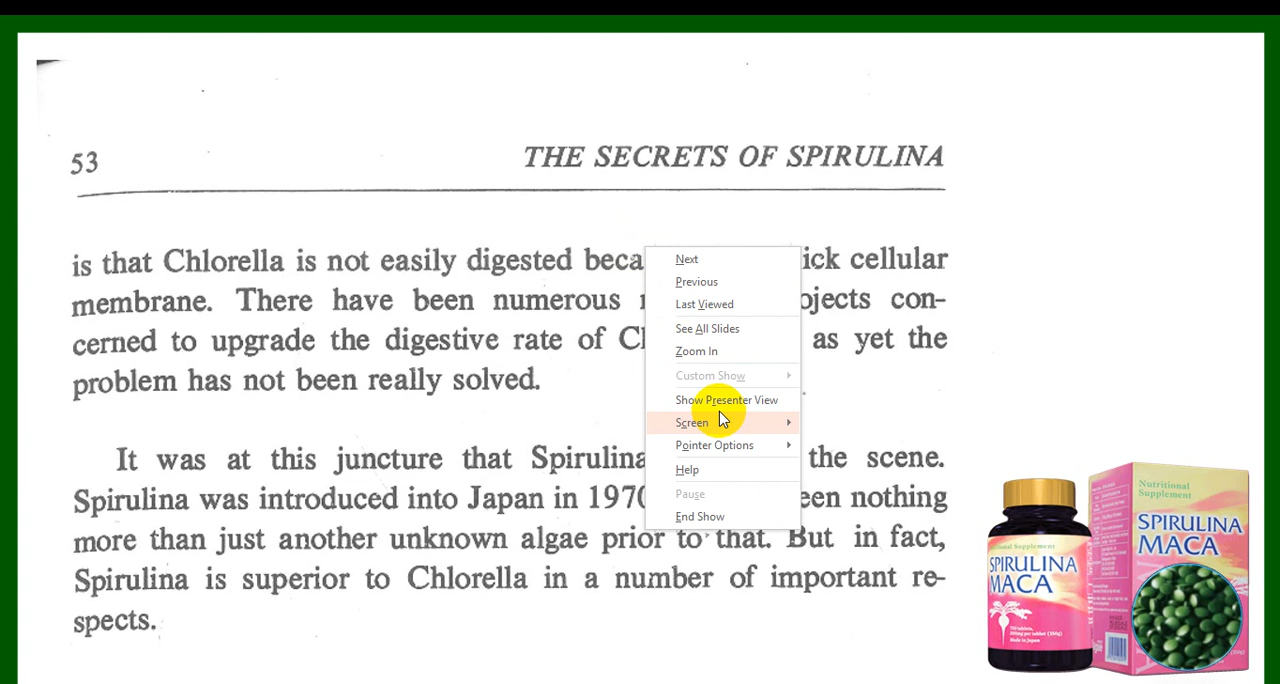 53
THE SECRETS OF SPIRULINA
is that Chlorella is not easily digested beca ick cellular
membrane. There have been numerous ojects con-
cerned to upgrade the digestive rate of C as yet the
problem has not been really solved.
It was at this juncture that Spirulina the scene.
Spirulina was introduced into Japan in 1970 een nothing
more than just another unknown algae prior to that. But in fact,
Spirulina is superior to Chlorella in a number of important re-
spects.
Next
Previous
Last Viewed
See All Slides
Zoom In
Custom Show
Show Presenter View
Screen
Pointer Options
Help
Pause
End Show
Nutritional Supplement
SPIRULINA
MACA
Made in Japan
Nutritional
Supplement
SPIRULINA
MACA